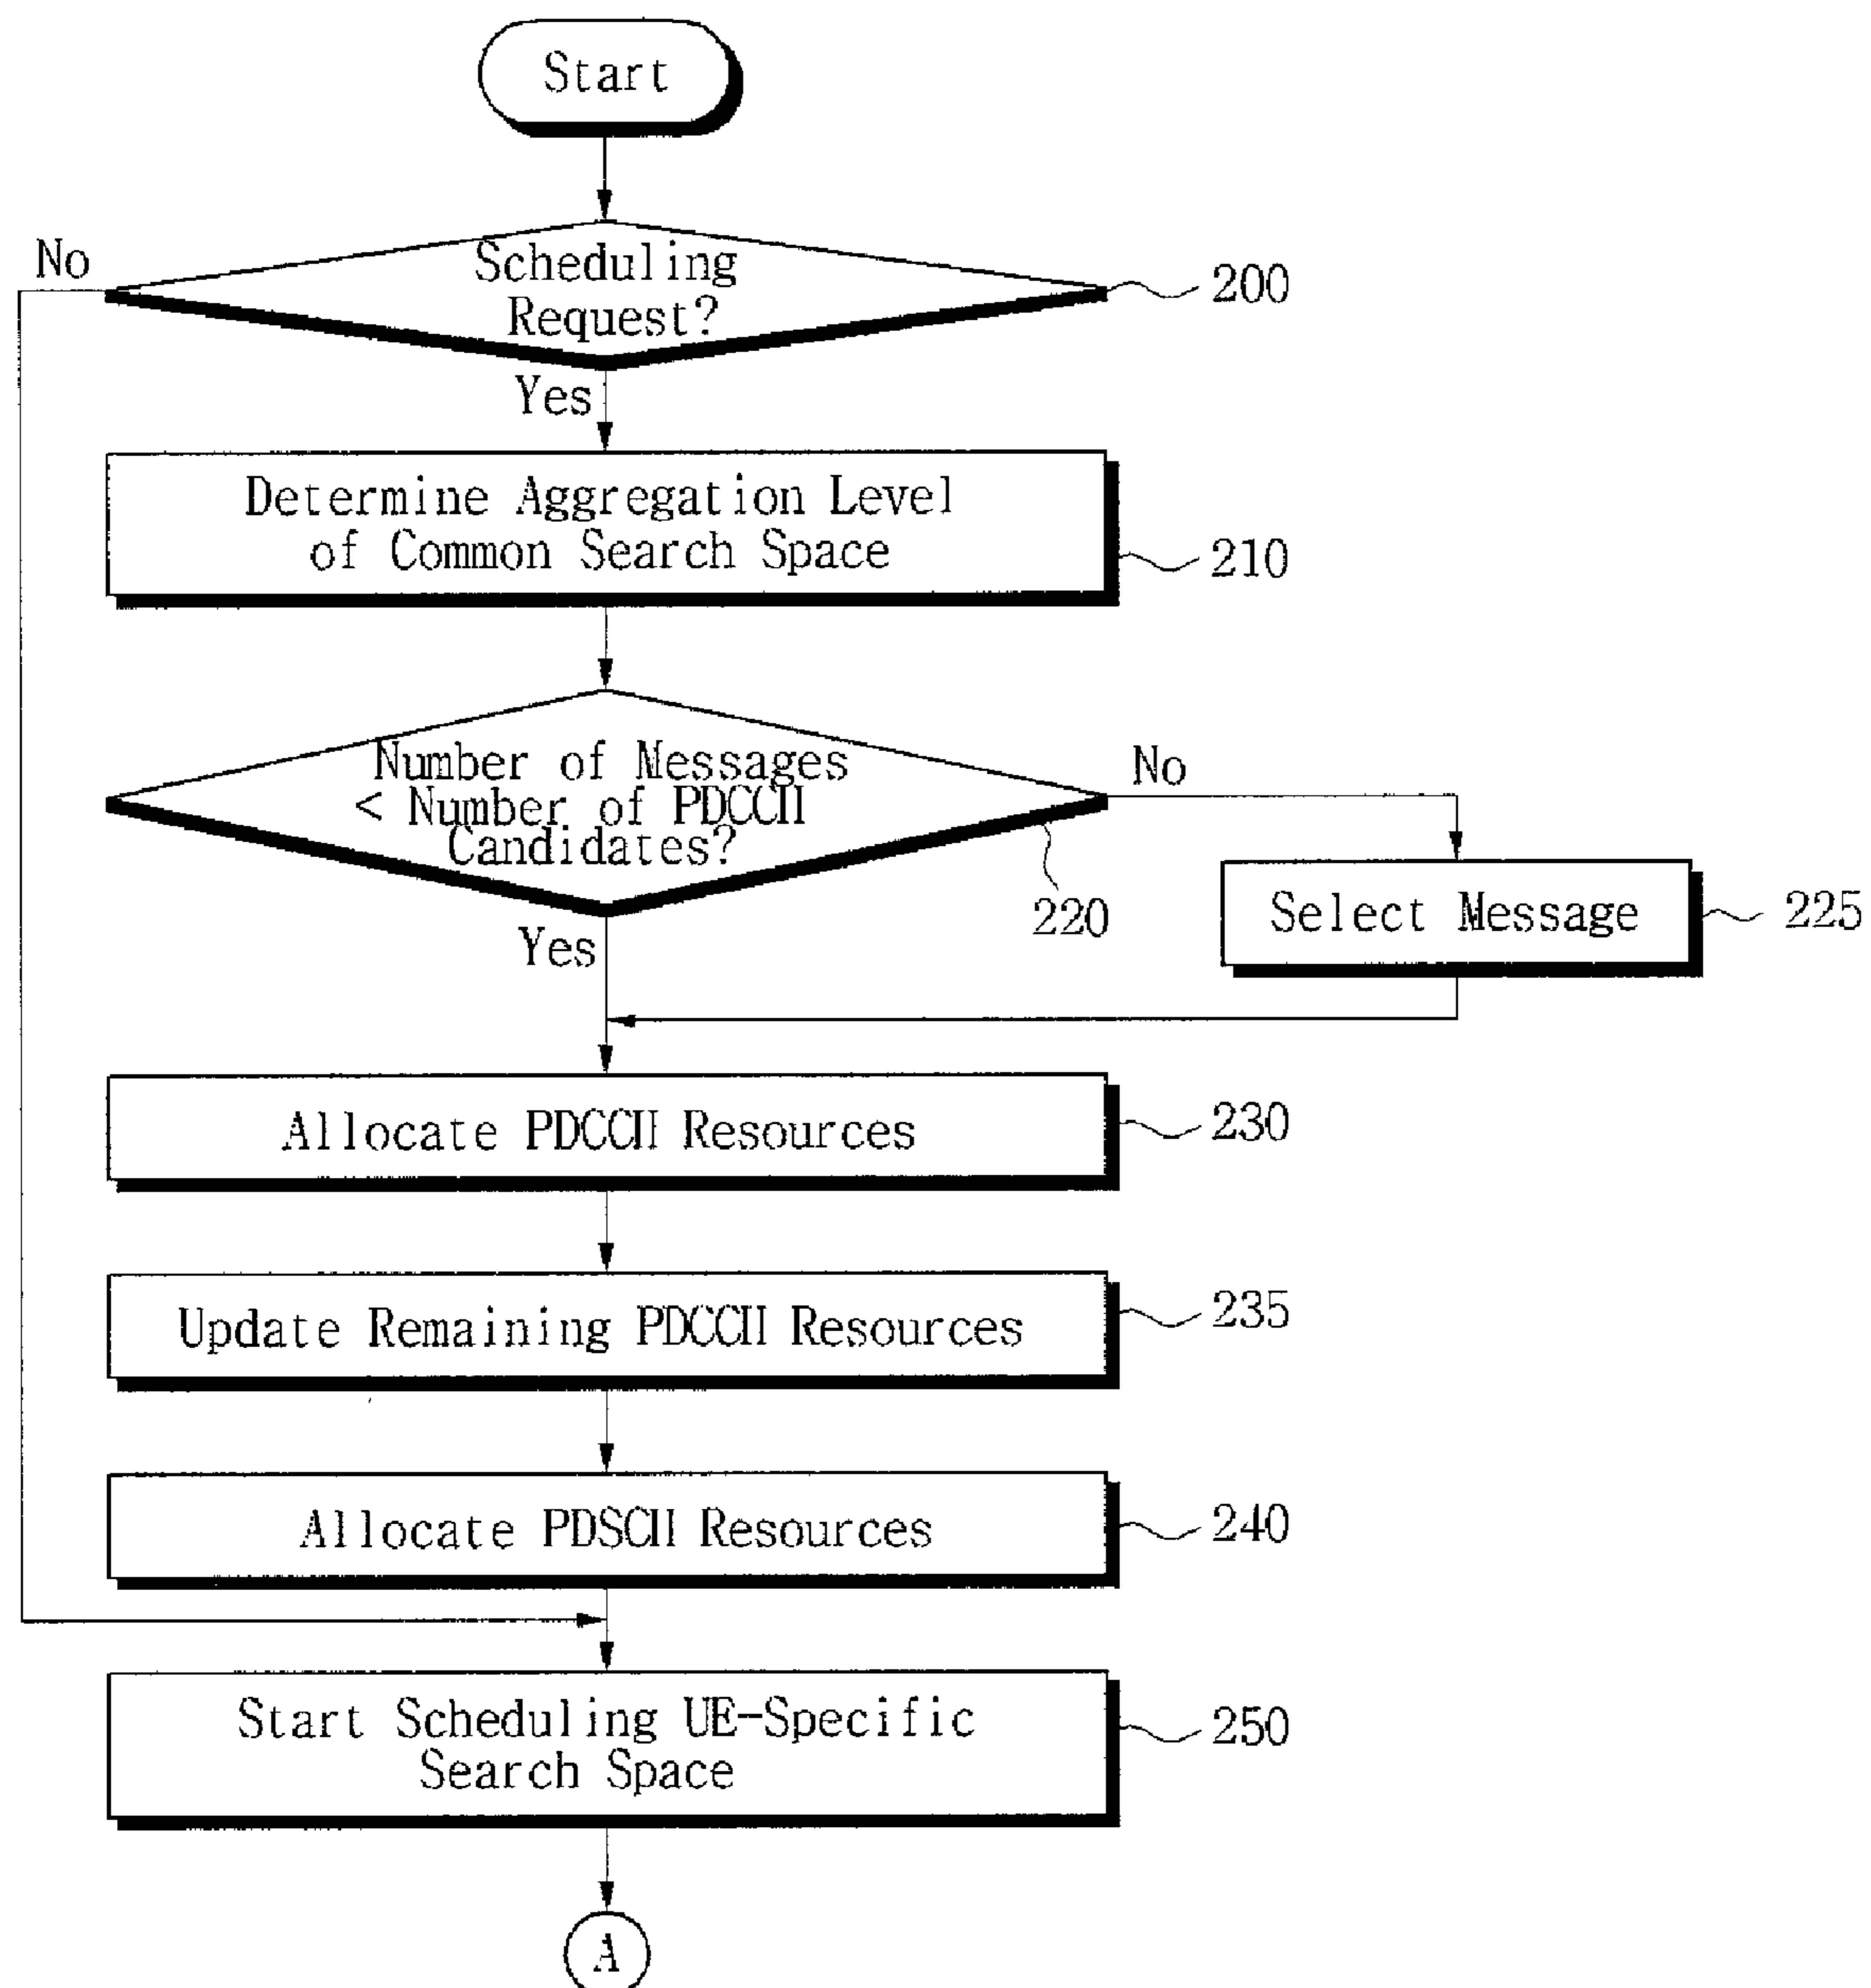 Start
No
Scheduling
Request?
200
Yes
Determine Aggregation Level
of Common Search Space
210
Number of Messages
< Number of PDCCH
Candidates?
No
220
Select Message
225
Yes
Allocate PDCCH Resources
230
Update Remaining PDCCH Resources
235
Allocate PDSCH Resources
240
Start Scheduling UE-Specific
Search Space
250
A